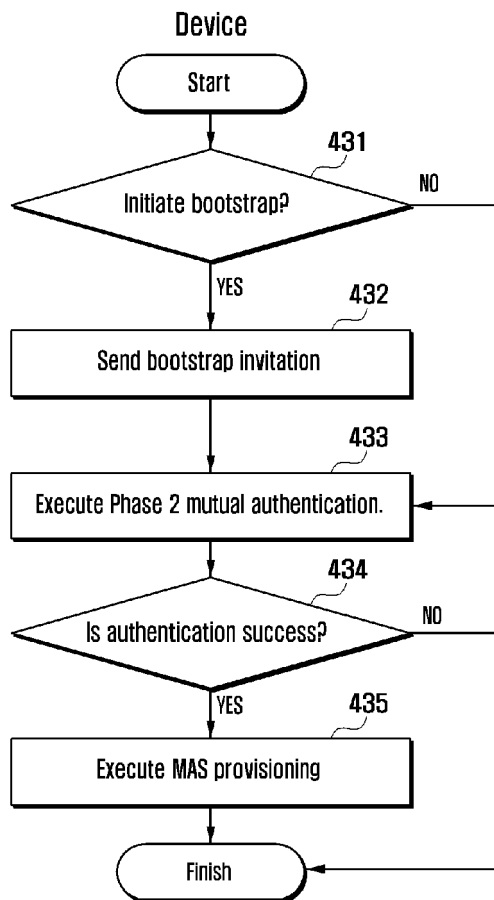 Device
Start
431
Initiate bootstrap?
NO
YES
432
Send bootstrap invitation
433
Execute Phase 2 mutual authentication.
434
Is authentication success?
NO
YES
435
Execute MAS provisioning
Finish